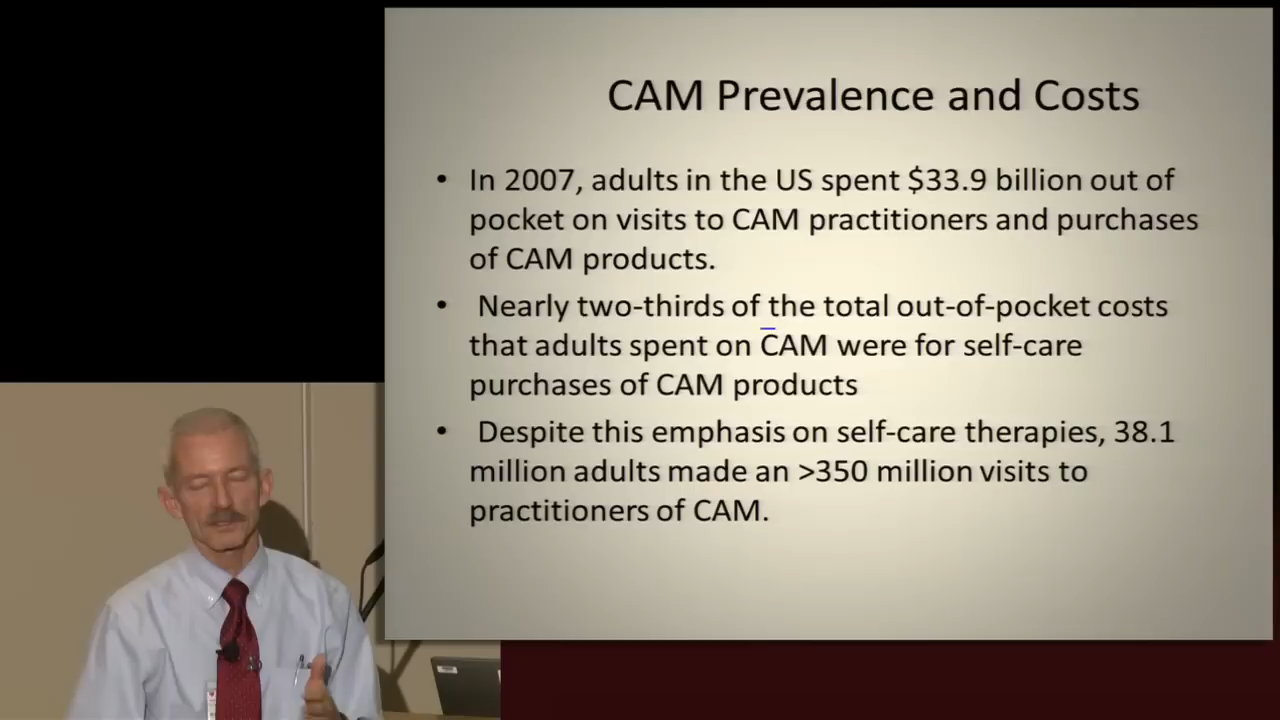 CAM Prevalence and Costs
• In 2007, adults in the US spent $33.9 billion out of
pocket on visits to CAM practitioners and purchases
of CAM products.
• Nearly two-thirds of the total out-of-pocket costs
that adults spent on CAM were for self-care
purchases of CAM products
• Despite this emphasis on self-care therapies, 38.1
million adults made an >350 million visits to
practitioners of CAM.